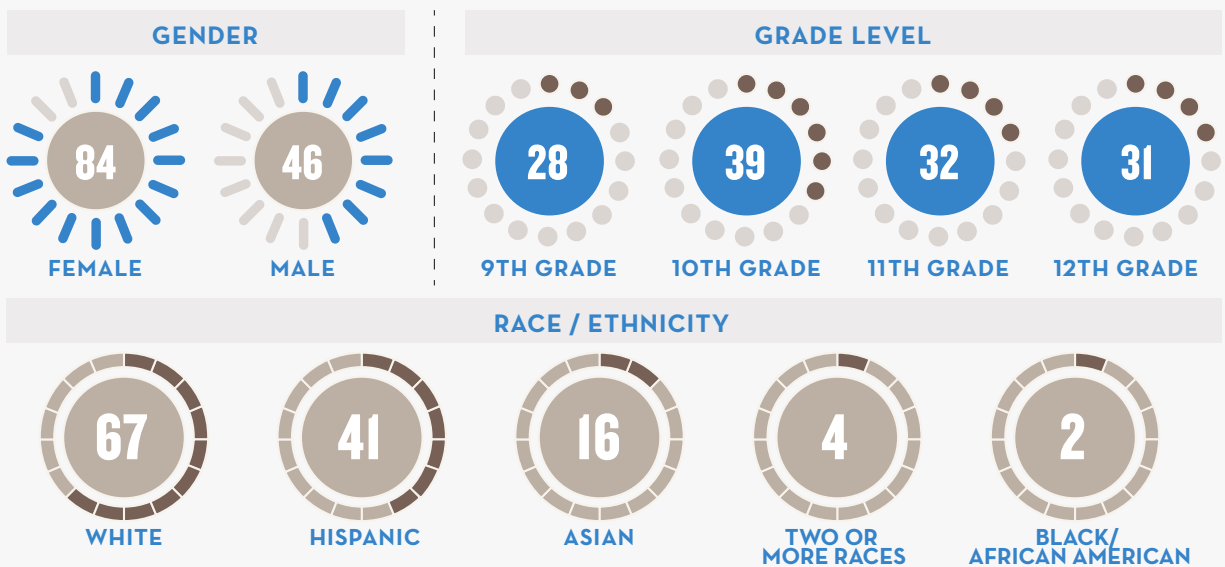 GENDER
84
FEMALE
46
MALE
GRADE LEVEL
28
9TH GRADE
39
10TH GRADE
32
11TH GRADE
31
12TH GRADE
RACE / ETHNICITY
67
WHITE
41
HISPANIC
16
ASIAN
4
TWO OR
MORE RACES
2
BLACK/
AFRICAN AMERICAN